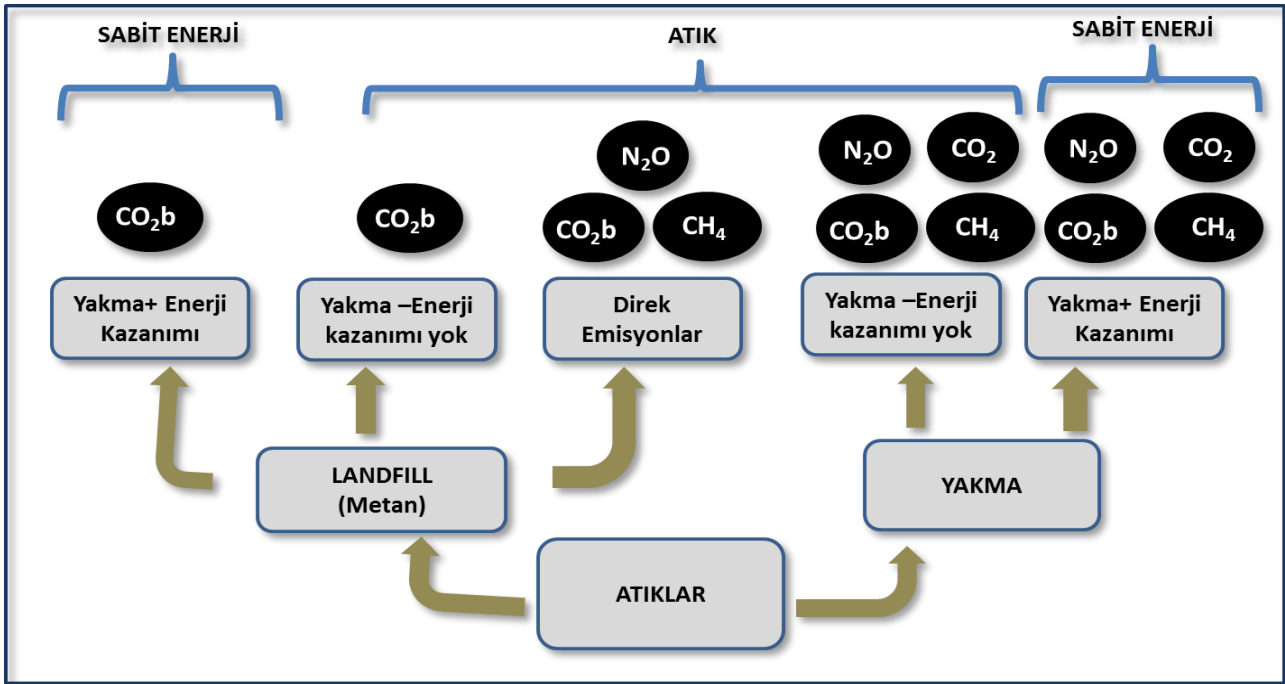 SABİT ENERJİ
ATIK
SABİT ENERJİ
N₂O
N₂O
CO₂
N₂O
CO₂
CO₂b
CO₂b
CO₂b
CH₄
CO₂b
CH₄
CO₂b
CH₄
Yakma+ Enerji
Kazanımı
Yakma –Enerji
kazanımı yok
Direk
Emisyonlar
Yakma –Enerji
kazanımı yok
Yakma+ Enerji
Kazanımı
LANDFILL
(Metan)
YAKMA
ATIKLAR